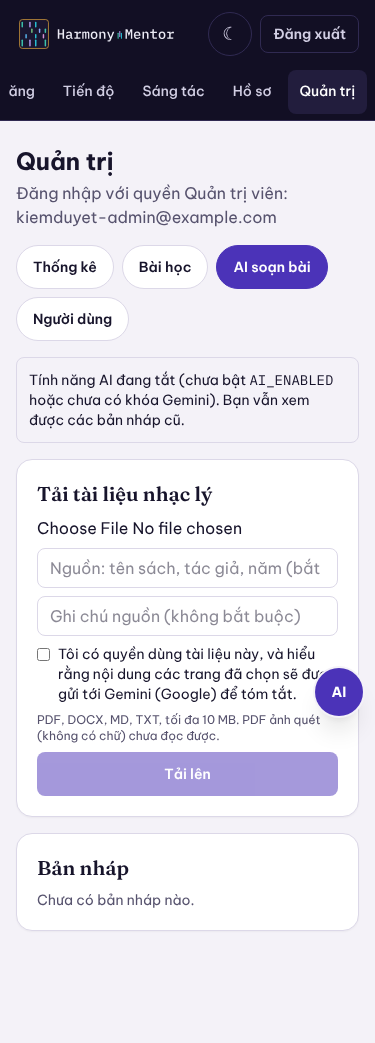 Harmony Mentor
☾
Đăng xuất
ăng
Tiến độ
Sáng tác
Hồ sơ
Quản trị
Quản trị
Đăng nhập với quyền Quản trị viên:
kiemduyet-admin@example.com
Thống kê
Bài học
AI soạn bài
Người dùng
Tính năng AI đang tắt (chưa bật AI_ENABLED
hoặc chưa có khóa Gemini). Bạn vẫn xem
được các bản nháp cũ.
Tải tài liệu nhạc lý
Choose File No file chosen
Nguồn: tên sách, tác giả, năm (bắt
Ghi chú nguồn (không bắt buộc)
Tôi có quyền dùng tài liệu này, và hiểu
rằng nội dung các trang đã chọn sẽ
gửi tới Gemini (Google) để tóm tắt.
AI
PDF, DOCX, MD, TXT, tối đa 10 MB. PDF ảnh quét
(không có chữ) chưa đọc được.
Tải lên
Bản nháp
Chưa có bản nháp nào.